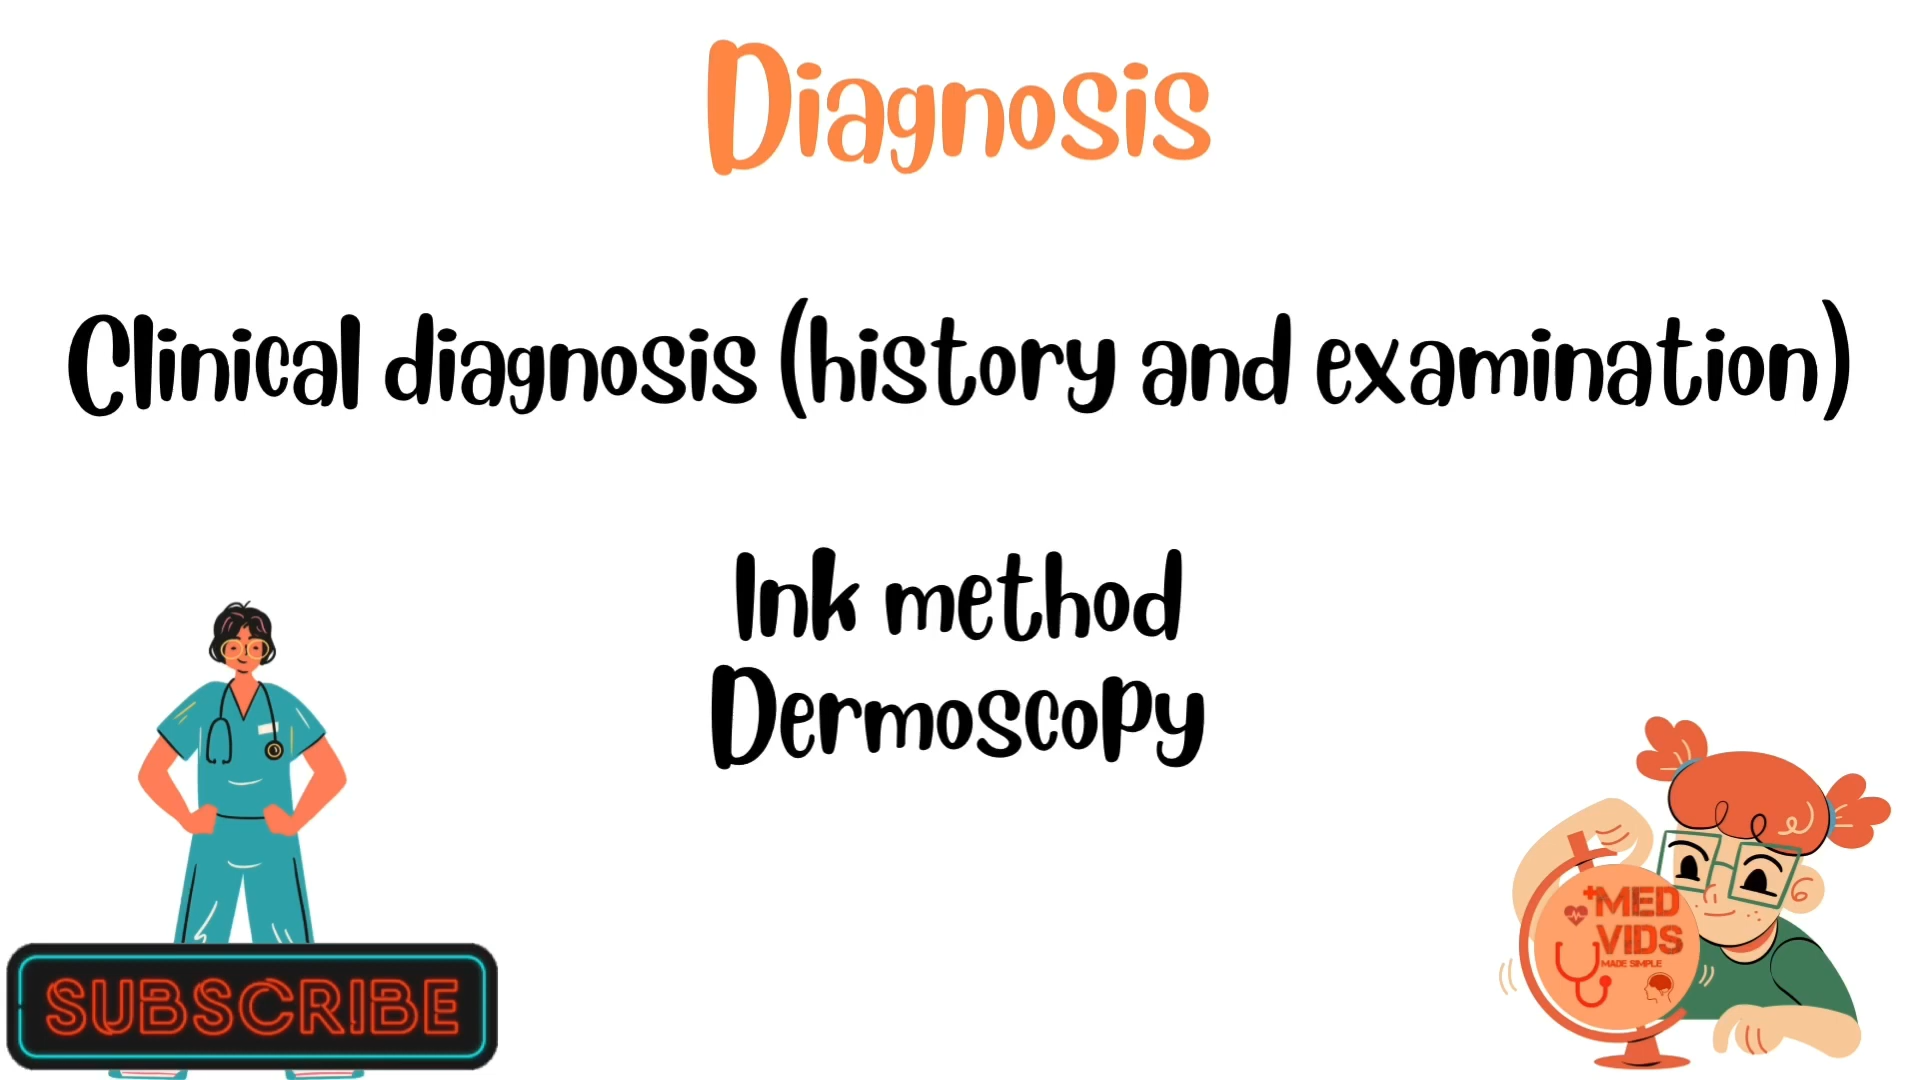 Diagnosis
Clinical diagnosis (history and examination)
Ink method
Dermoscopy
SUBSCRIBE
MED
VIDS
MADE SIMPLE